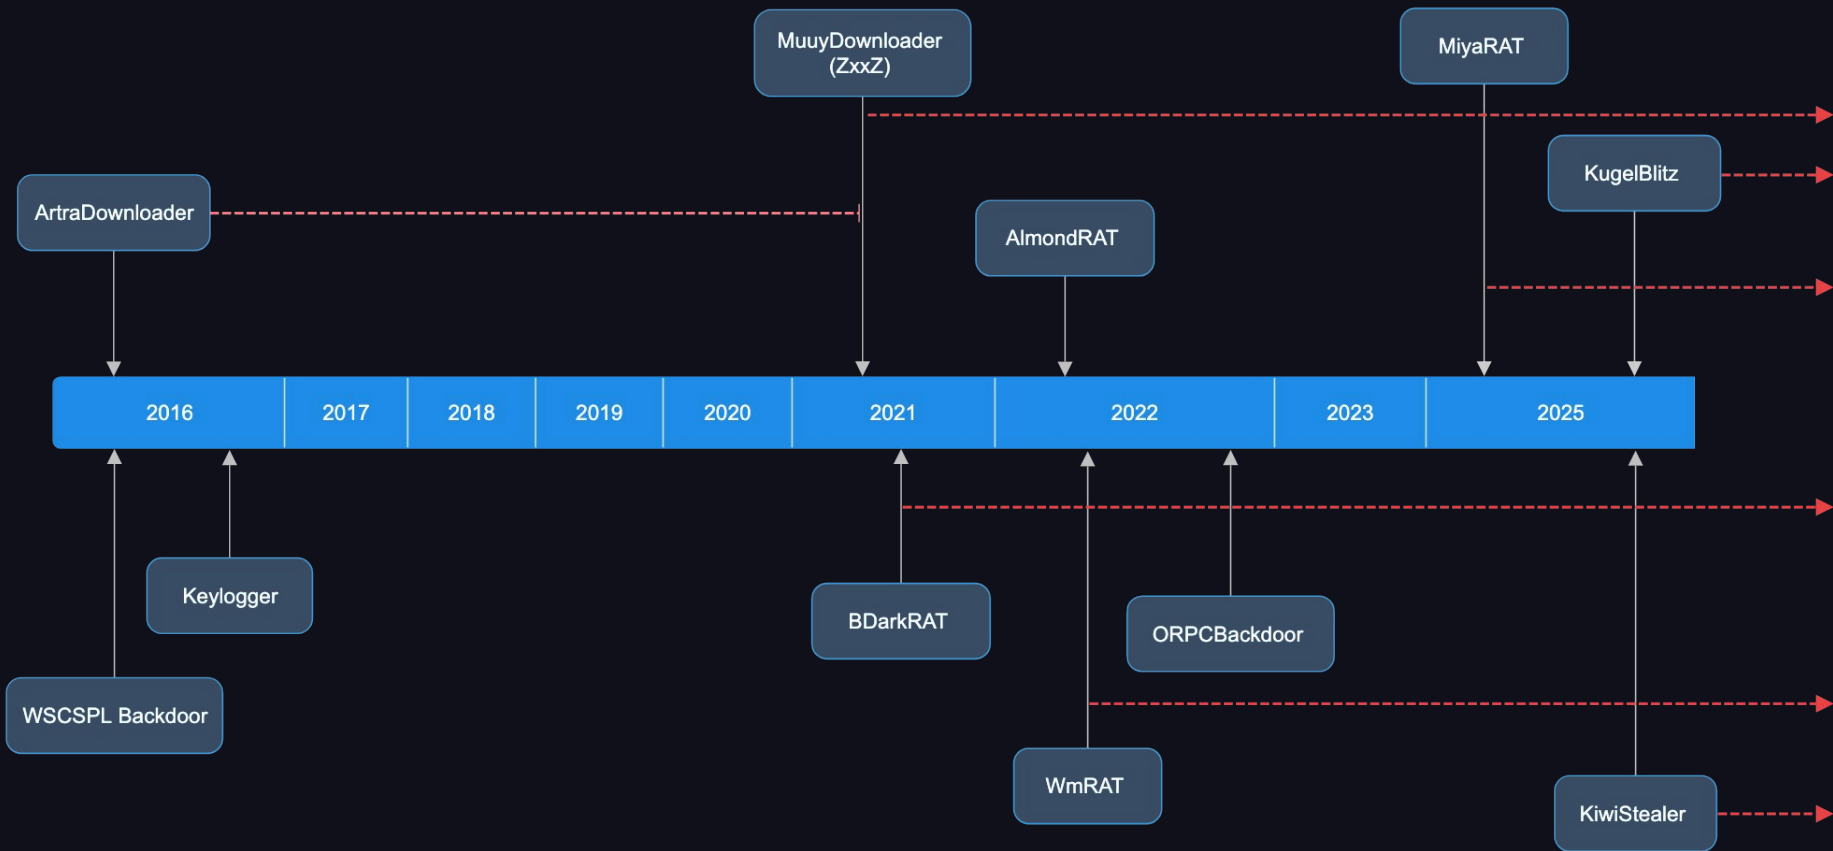 MuuyDownloader
(ZxxZ)
MiyaRAT
KugelBlitz
ArtraDownloader
AlmondRAT
2016 2017 2018 2019 2020 2021 2022 2023 2025
Keylogger
BDarkRAT
ORPCBackdoor
WSCSPL Backdoor
WmRAT
KiwiStealer